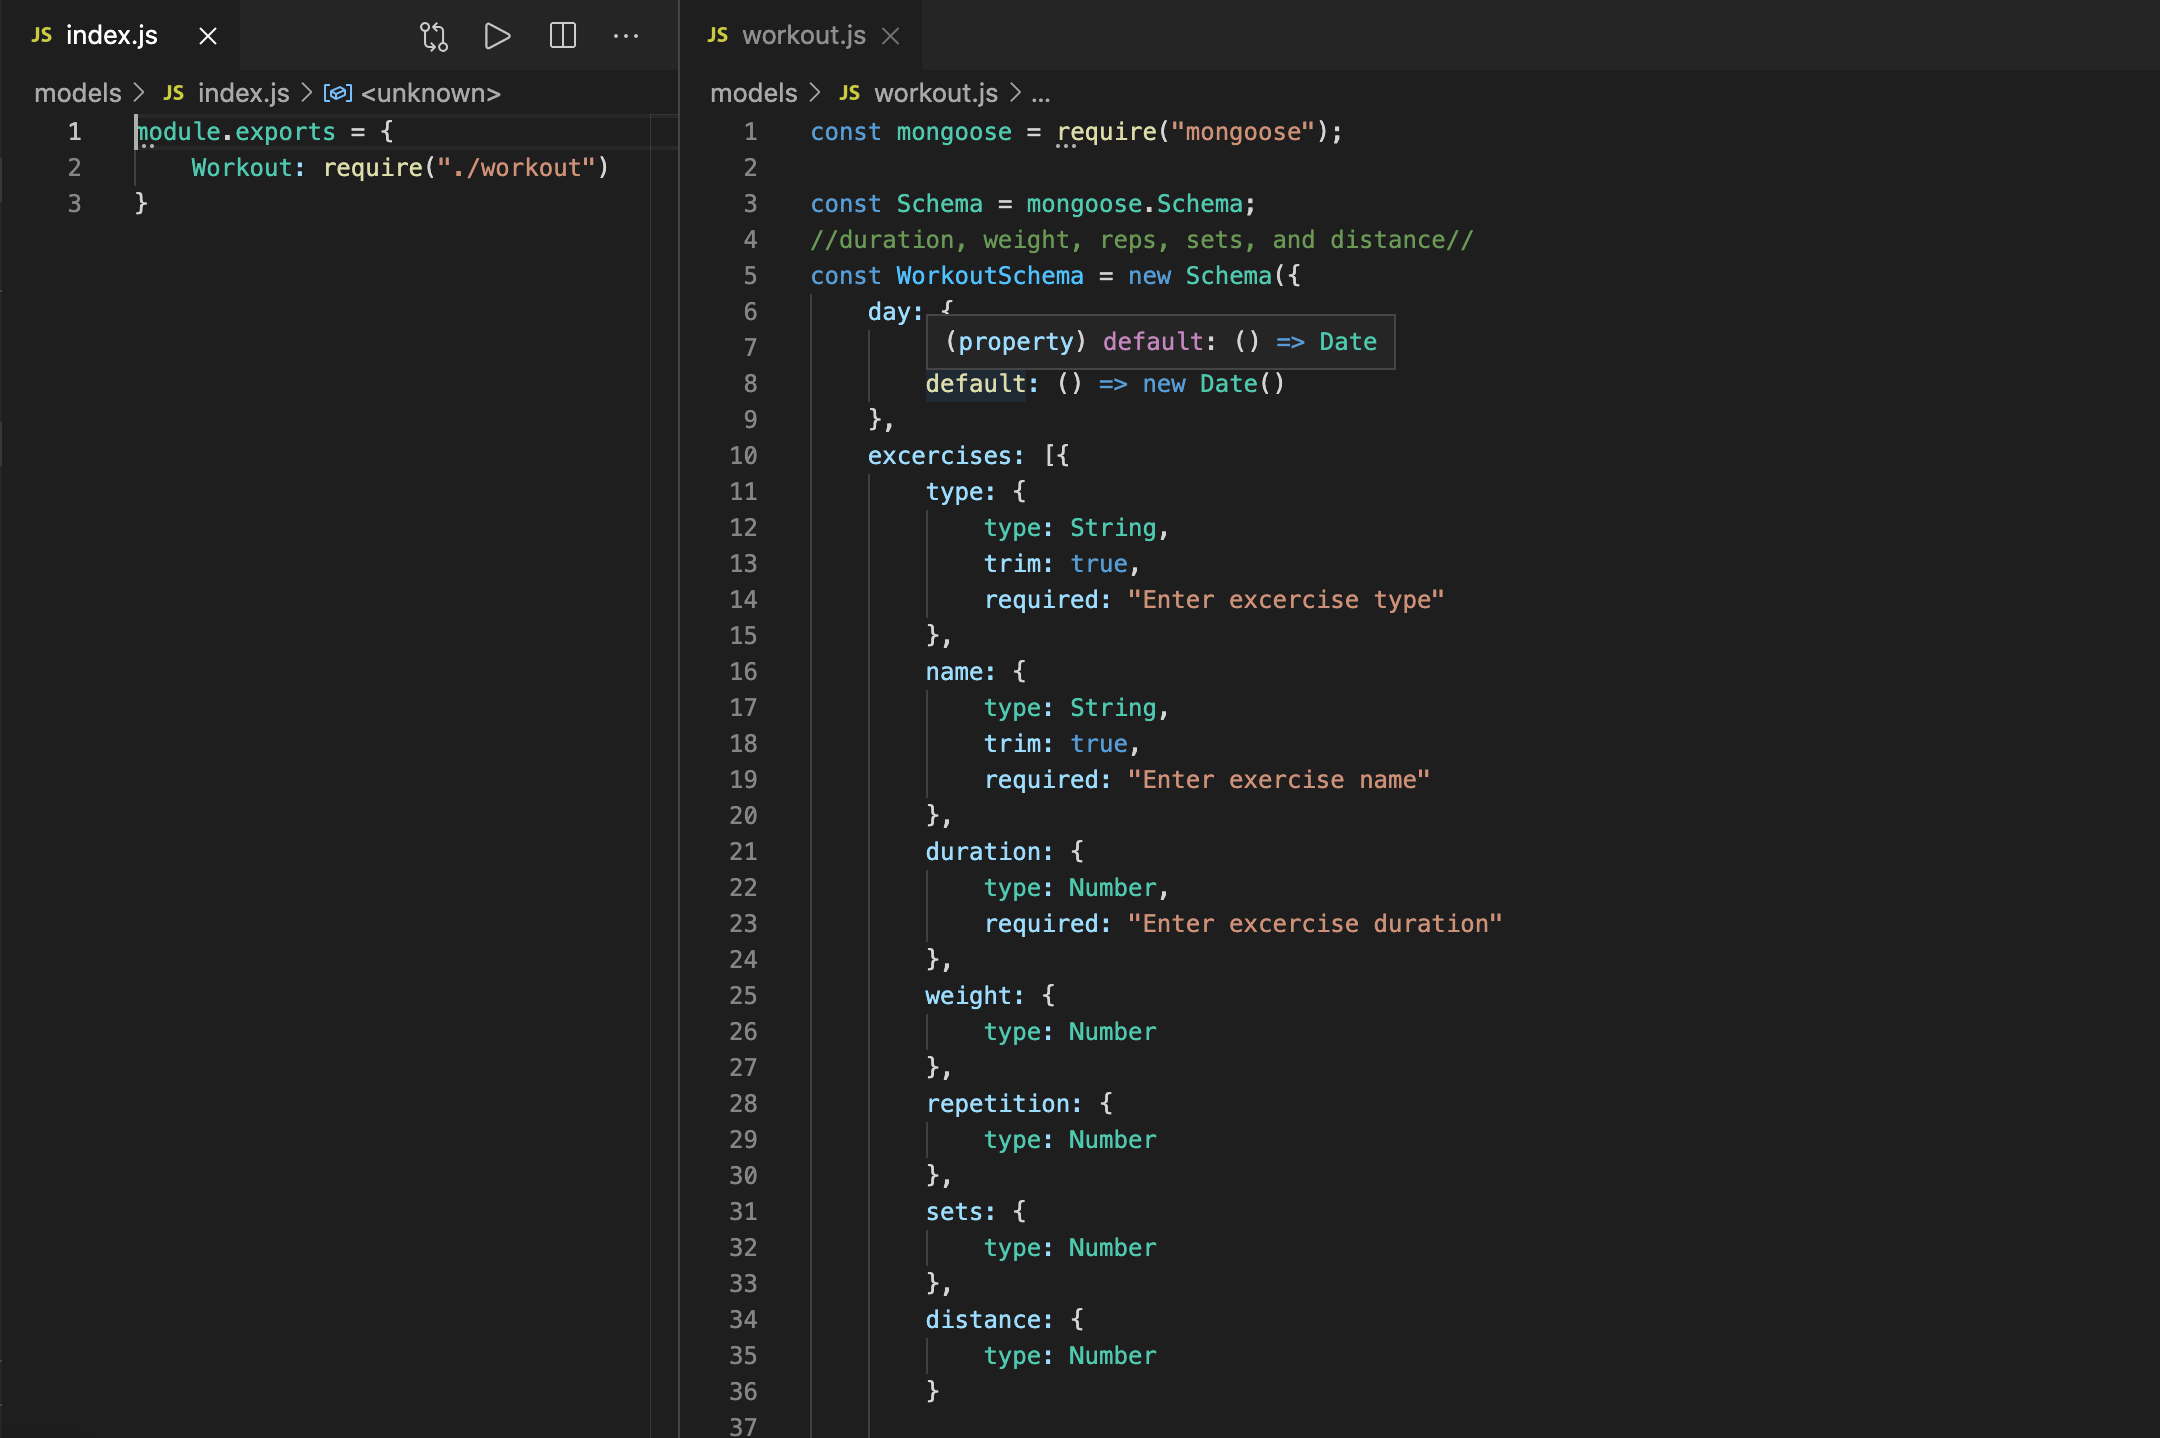 JS index.js
models > JS index.js > <unknown>
1 module.exports = {
2     Workout: require("./workout")
3 }
JS workout.js
models > JS workout.js > ...
1 const mongoose = require("mongoose");
2
3 const Schema = mongoose.Schema;
4 //duration, weight, reps, sets, and distance//
5 const WorkoutSchema = new Schema({
6     day: {
7 (property) default: () => Date
8         default: () => new Date()
9     },
10     excercises: [{
11         type: {
12             type: String,
13             trim: true,
14             required: "Enter excercise type"
15         },
16         name: {
17             type: String,
18             trim: true,
19             required: "Enter exercise name"
20         },
21         duration: {
22             type: Number,
23             required: "Enter excercise duration"
24         },
25         weight: {
26             type: Number
27         },
28         repetition: {
29             type: Number
30         },
31         sets: {
32             type: Number
33         },
34         distance: {
35             type: Number
36         }
37